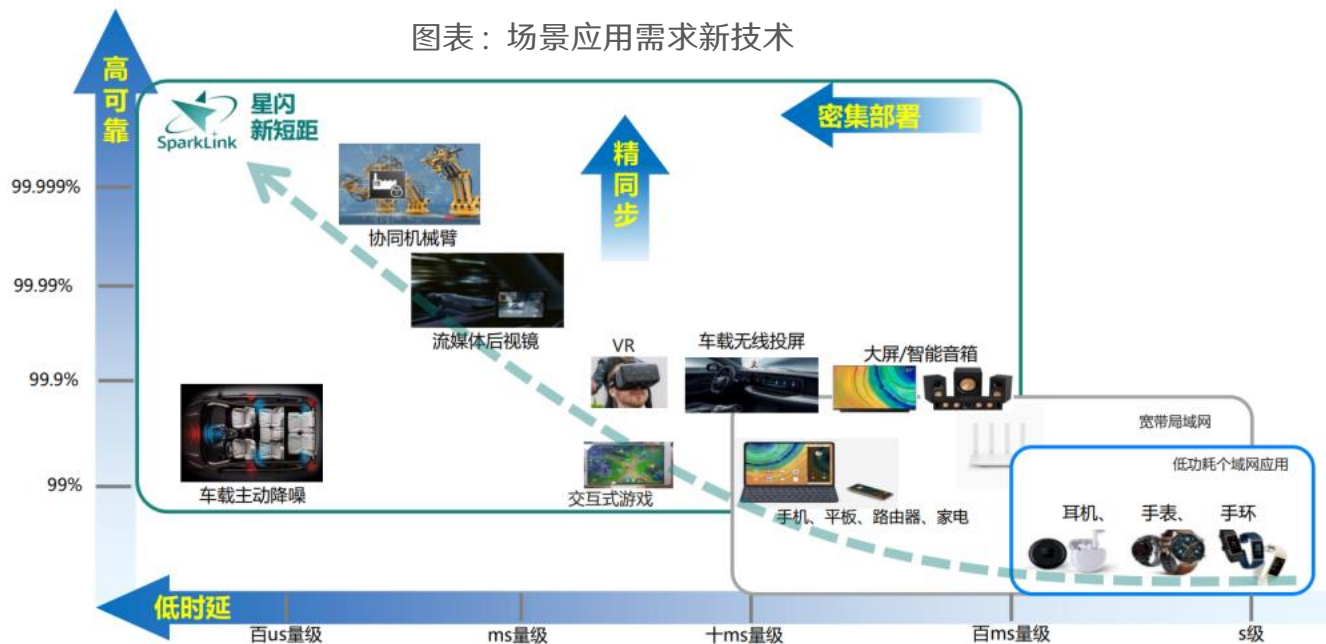 图表：场景应用需求新技术
高可靠
SparkLink
星闪
新短距
密集部署
精同步
99.999%
协同机械臂
99.99%
流媒体后视镜
VR
车载无线投屏
大屏/智能音箱
99.9%
宽带局域网
低功耗个域网应用
99%
车载主动降噪
交互式游戏
手机、平板、路由器、家电
耳机、 手表、 手环
低时延
百us量级
ms量级
十ms量级
百ms量级
s级